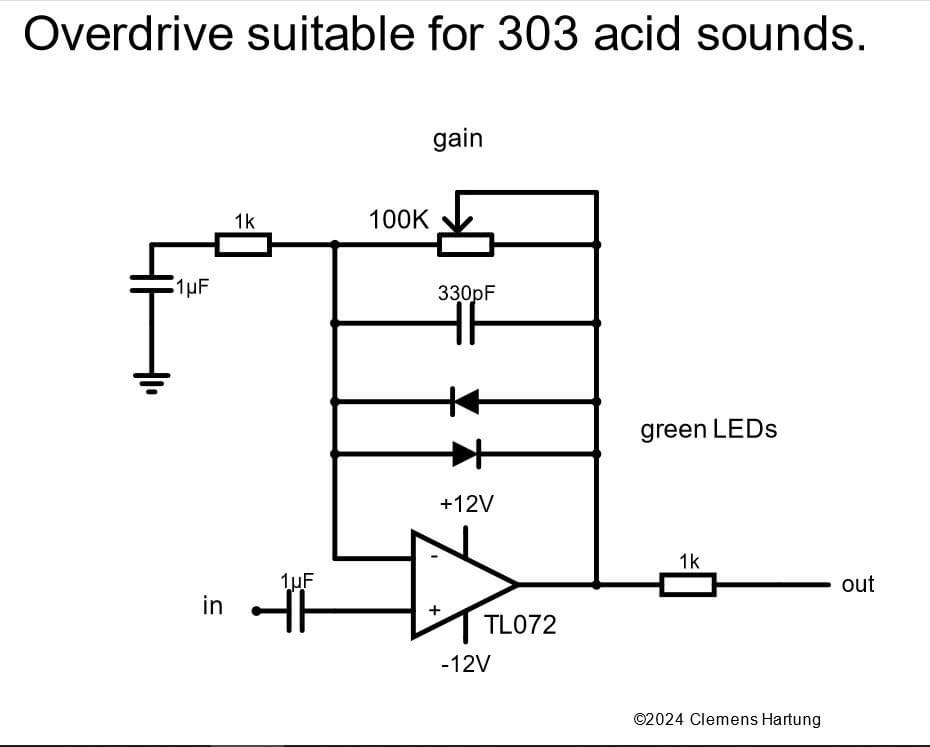 Overdrive suitable for 303 acid sounds.
gain
1k
100K
1µF
330pF
green LEDs
+12V
-
1µF
1k
in
+
out
TL072
-12V
©2024 Clemens Hartung